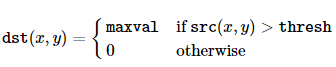 dst(x, y) = { maxval if src(x, y) > thresh
0 otherwise